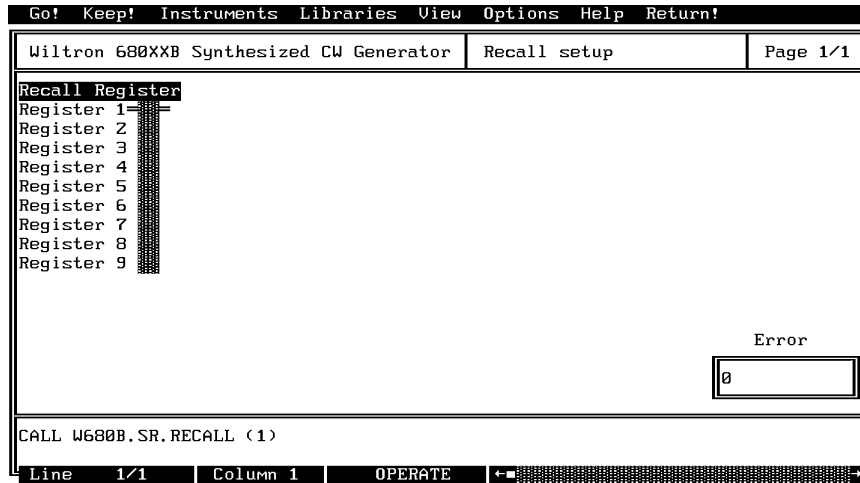 Go! Keep! Instruments Libraries View Options Help Return!
Wiltron 680XXB Synthesized CW Generator Recall setup Page 1/1
Recall Register
Register 1
Register 2
Register 3
Register 4
Register 5
Register 6
Register 7
Register 8
Register 9
Error
0
CALL W680B.SR.RECALL (1)
Line 1/1 Column 1 OPERATE